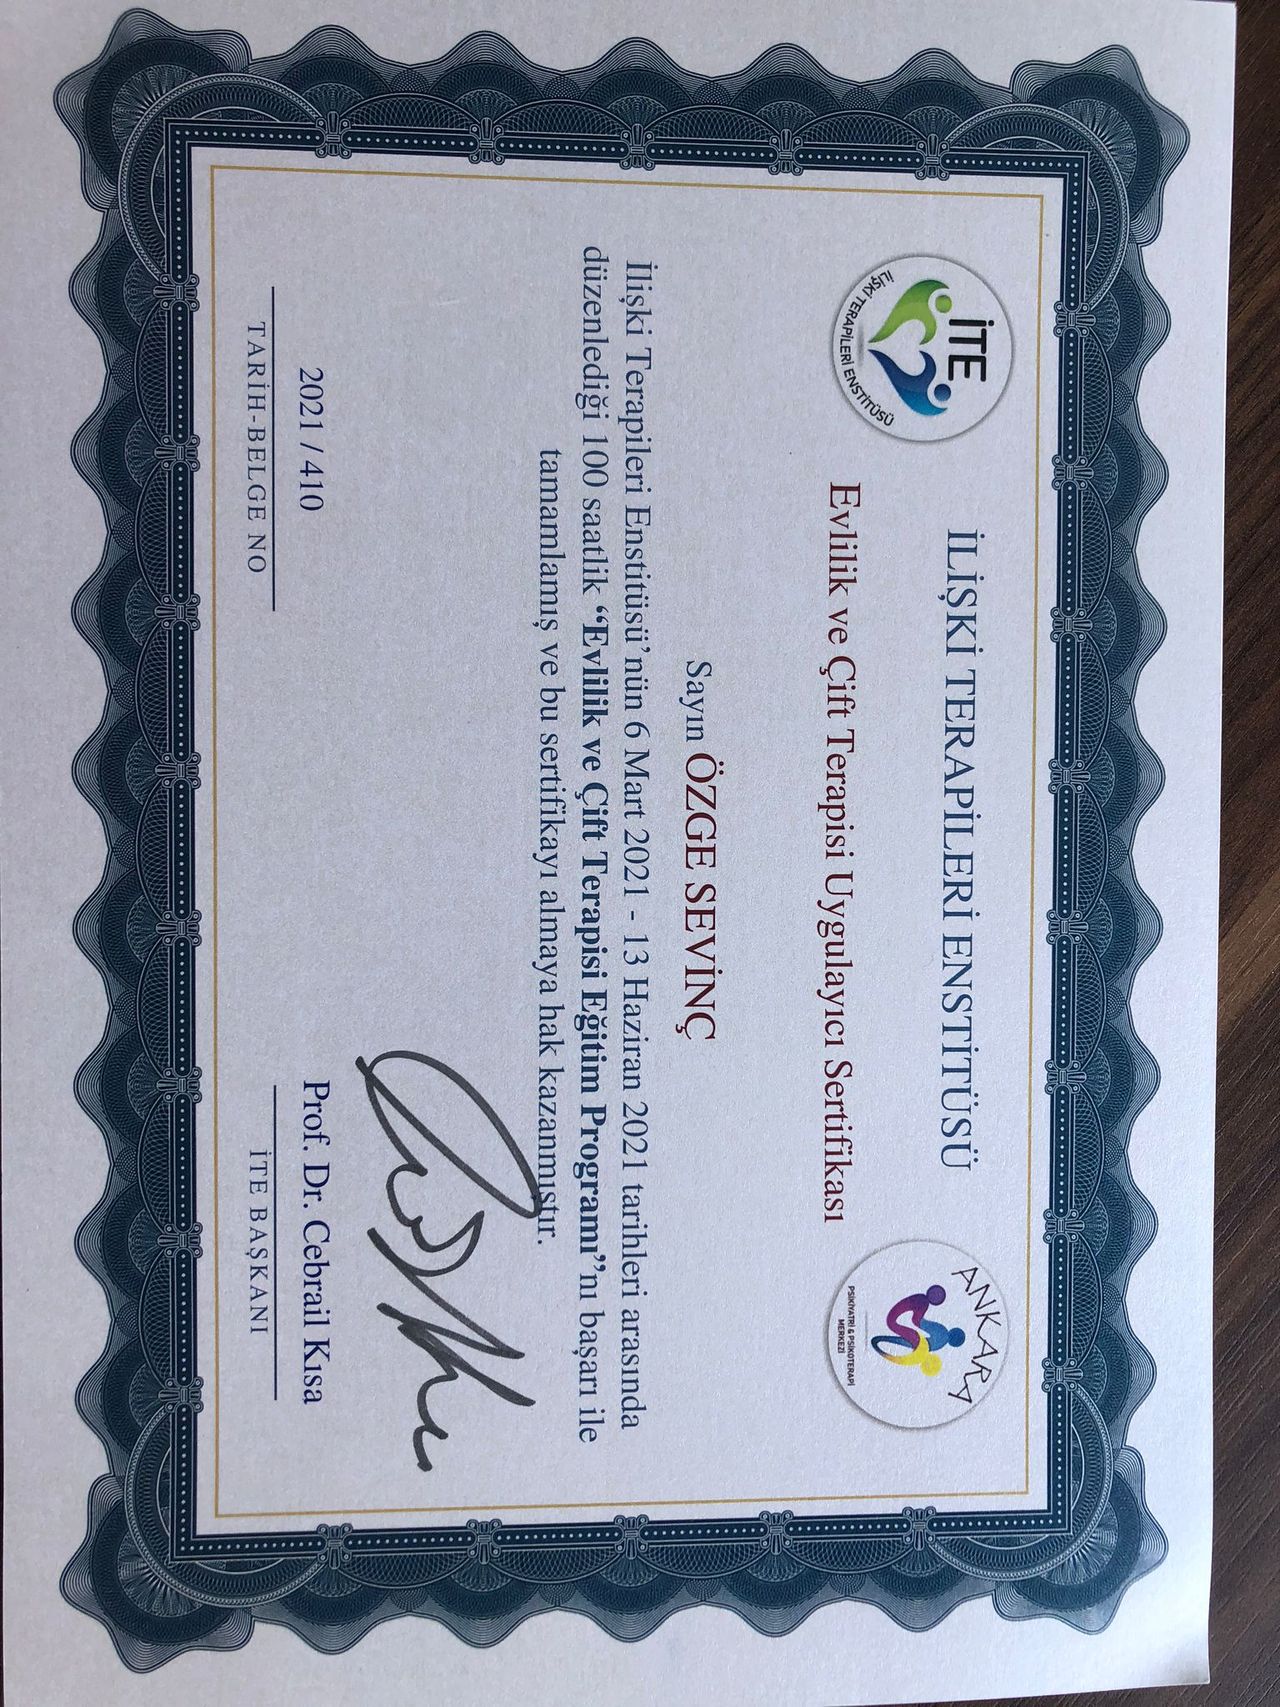 İTE
İLİŞKİ TERAPİLERİ ENSTİTÜSÜ
İLİŞKİ TERAPİLERİ ENSTİTÜSÜ
ANKARA
PSİKİYATRİ & PSİKOTERAPİ
MERKEZİ
Evlilik ve Çift Terapisi Uygulayıcı Sertifikası
Sayın ÖZGE SEVİNÇ
İlişki Terapileri Enstitüsü’nün 6 Mart 2021 - 13 Haziran 2021 tarihleri arasında
düzenlediği 100 saatlik “Evlilik ve Çift Terapisi Eğitim Programı”nı başarı ile
tamamlamış ve bu sertifikayı almaya hak kazanmıştır.
2021 / 410
TARİH-BELGE NO
Prof. Dr. Cebrail Kısa
İTE BAŞKANI